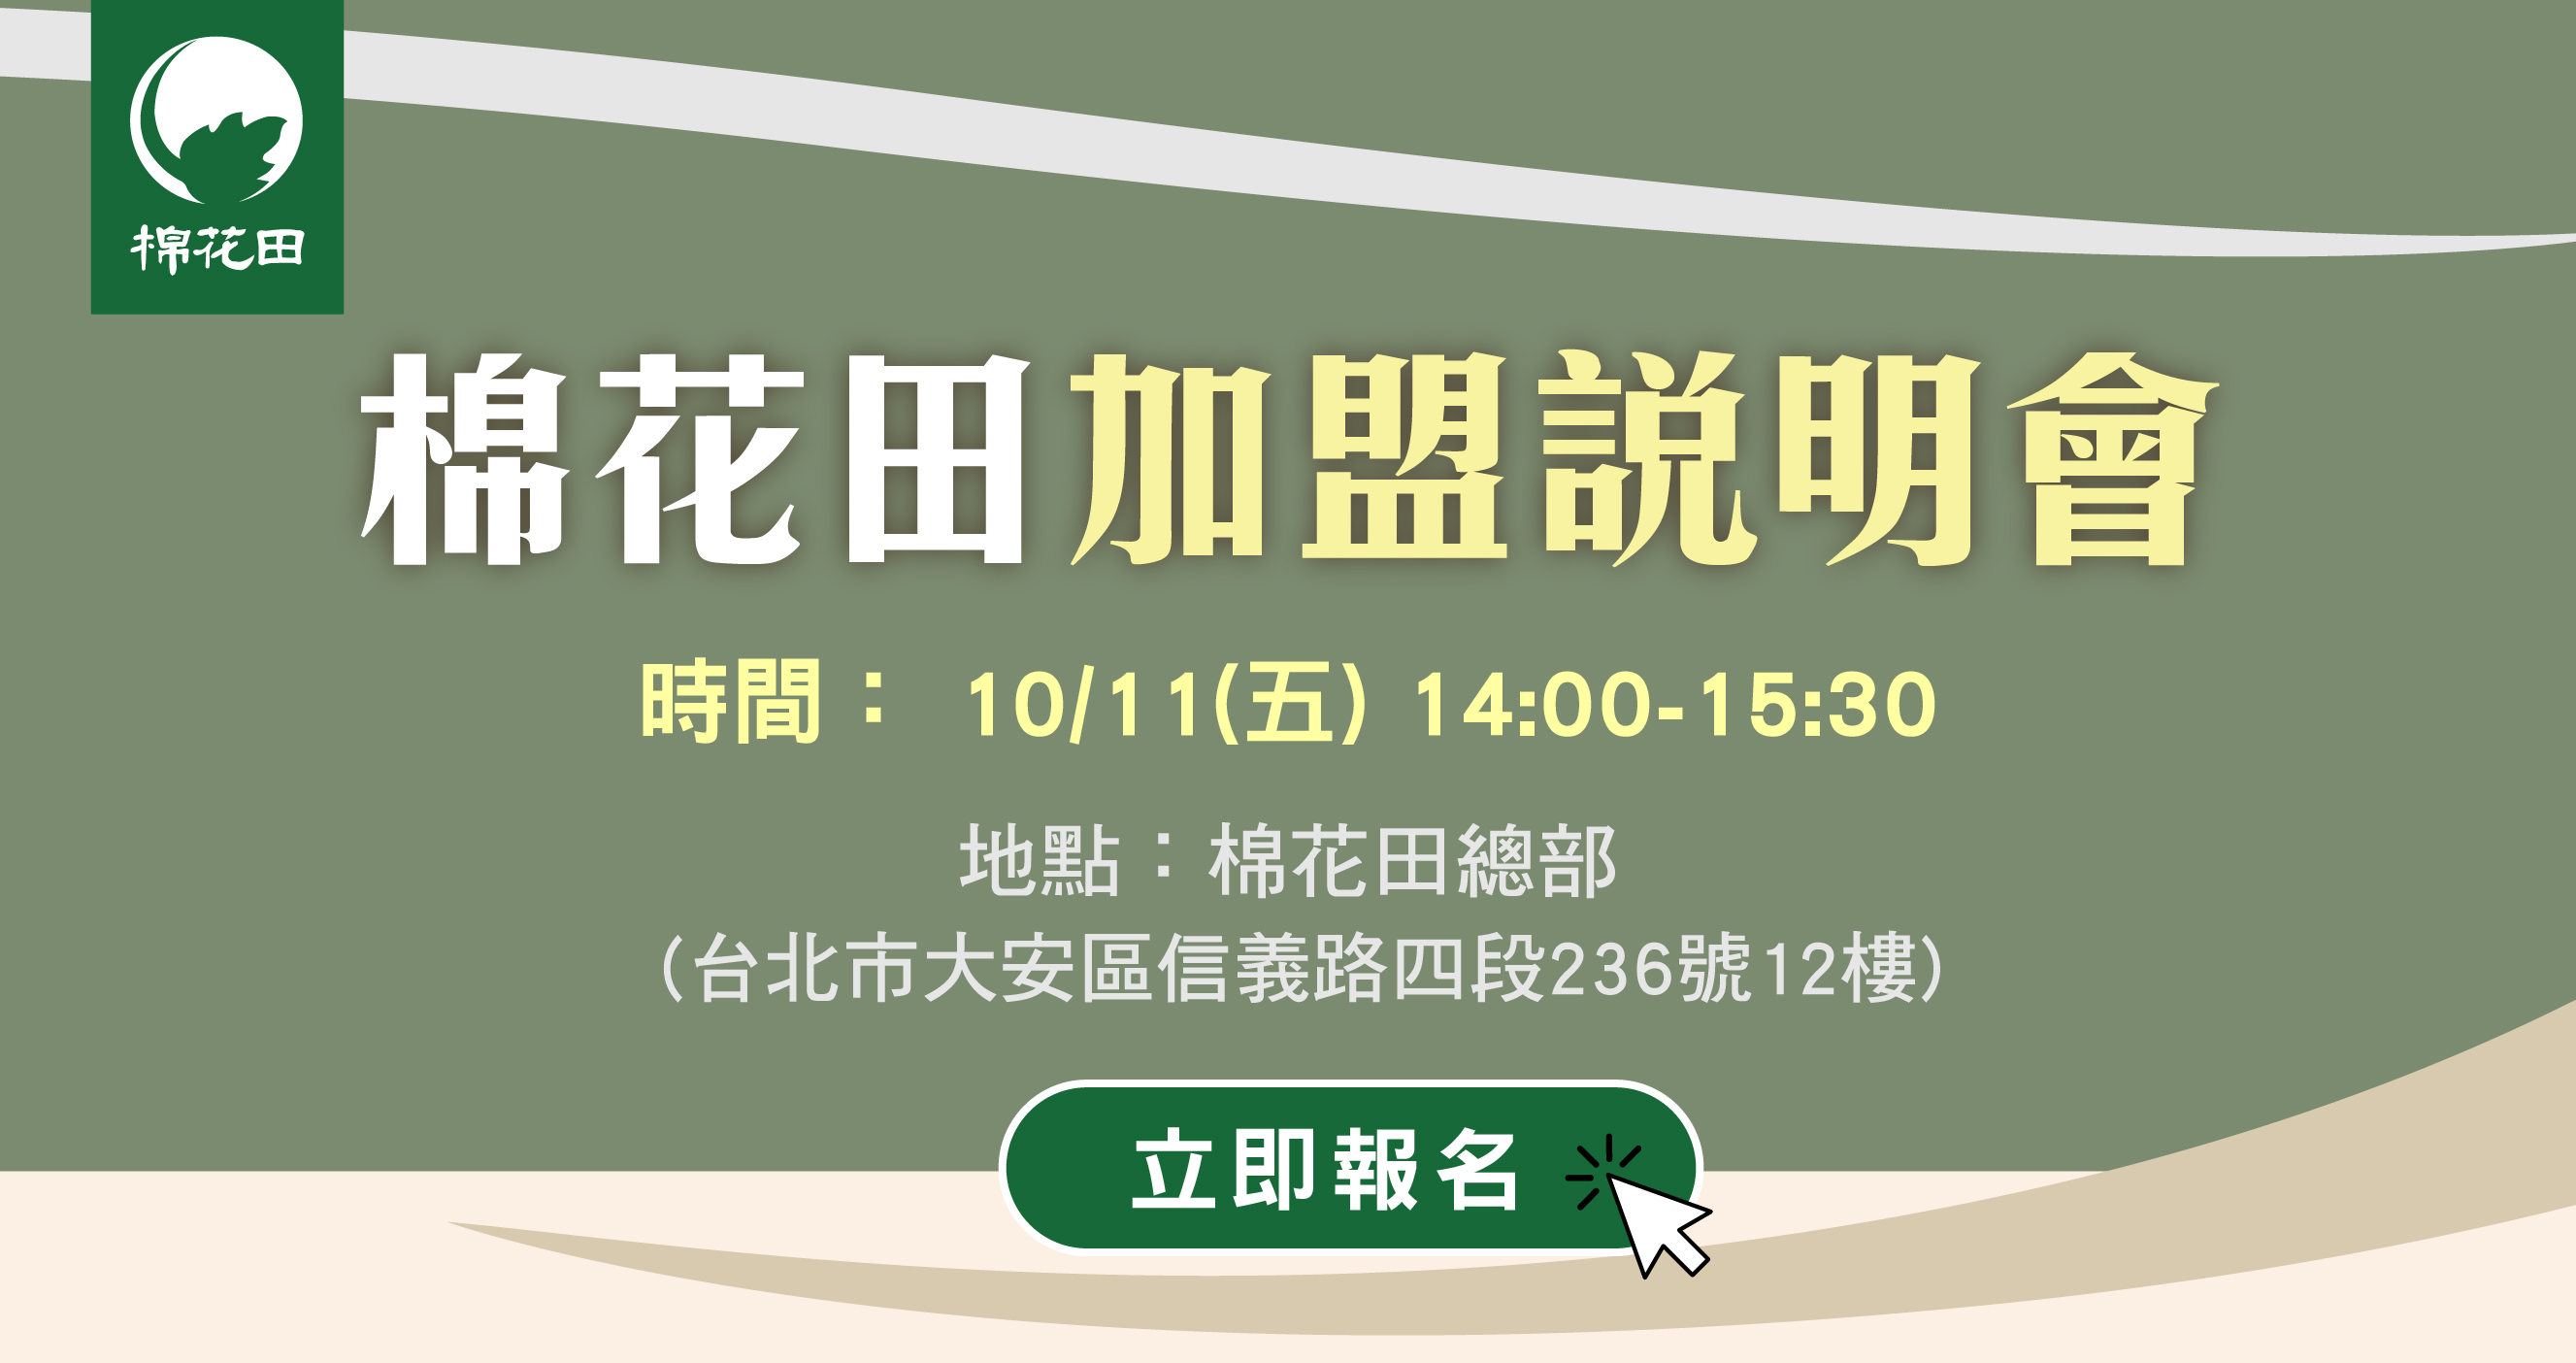 棉花田
棉花田加盟説明會
時間： 10/11(五) 14:00-15:30
地點：棉花田總部
(台北市大安區信義路四段236號12樓)
立即報名